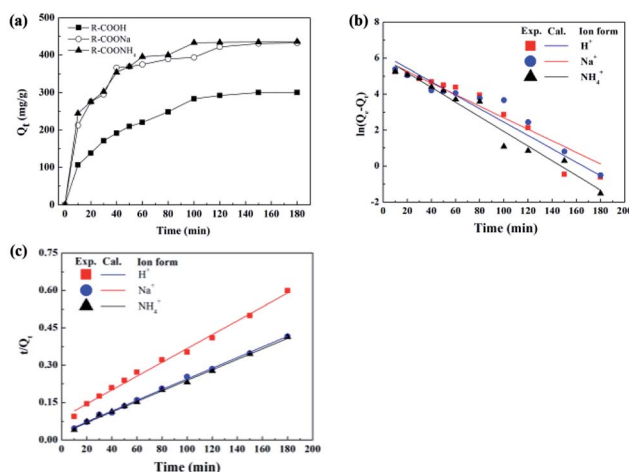 (a)
R-COOH
R-COONa
R-COONH4
Qt (mg/g)
500
400
300
200
100
0
0 20 40 60 80 100 120 140 160 180 200
Time (min)
(b)
Exp. Cal. Ion form
H+
Na+
NH4+
ln(Qe-Qt)
8
6
4
2
0
-2
0 20 40 60 80 100 120 140 160 180 200
Time (min)
(c)
Exp. Cal. Ion form
H+
Na+
NH4+
t/Qt
0.75
0.60
0.45
0.30
0.15
0.00
0 20 40 60 80 100 120 140 160 180 200
Time (min)